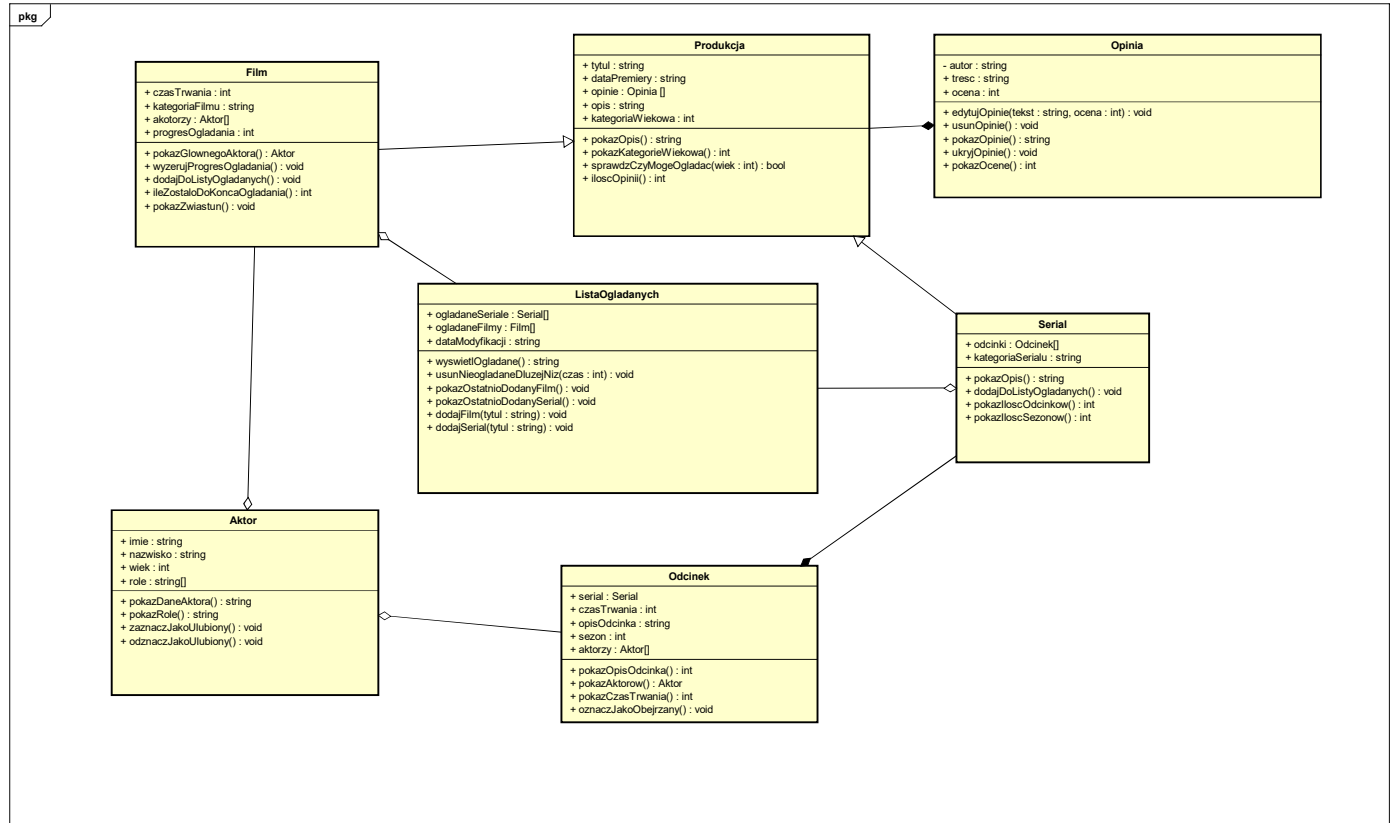 pkg
Film
+ czasTrwania : int
+ kategoriaFilmu : string
+ akotorzy : Aktor[]
+ progresOgladania : int
+ pokazGlownegoAktora() : Aktor
+ wyzerujProgresOgladania() : void
+ dodajDoListyOgladanych() : void
+ ileZostaloDoKoncaOgladania() : int
+ pokazZwiastun() : void
Produkcja
+ tytul : string
+ dataPremiery : string
+ opinie : Opinia []
+ opis : string
+ kategoriaWiekowa : int
+ pokazOpis() : string
+ pokazKategorieWiekowa() : int
+ sprawdzCzyMogeOgladac(wiek : int) : bool
+ iloscOpinii() : int
Opinia
- autor : string
+ tresc : string
+ ocena : int
+ edytujOpinie(tekst : string, ocena : int) : void
+ usunOpinie() : void
+ pokazOpinie() : string
+ ukryjOpinie() : void
+ pokazOcene() : int
ListaOgladanych
+ ogladaneSeriale : Serial[]
+ ogladaneFilmy : Film[]
+ dataModyfikacji : string
+ wyswietlOgladane() : string
+ usunNieogladaneDluzejNiz(czas : int) : void
+ pokazOstatnioDodanyFilm() : void
+ pokazOstatnioDodanySerial() : void
+ dodajFilm(tytul : string) : void
+ dodajSerial(tytul : string) : void
Serial
+ odcinki : Odcinek[]
+ kategoriaSerialu : string
+ pokazOpis() : string
+ dodajDoListyOgladanych() : void
+ pokazIloscOdcinkow() : int
+ pokazIloscSezonow() : int
Aktor
+ imie : string
+ nazwisko : string
+ wiek : int
+ role : string[]
+ pokazDaneAktora() : string
+ pokazRole() : string
+ zaznaczJakoUlubiony() : void
+ odznaczJakoUlubiony() : void
Odcinek
+ serial : Serial
+ czasTrwania : int
+ opisOdcinka : string
+ sezon : int
+ aktorzy : Aktor[]
+ pokazOpisOdcinka() : int
+ pokazAktorow() : Aktor
+ pokazCzasTrwania() : int
+ oznaczJakoObejrzany() : void